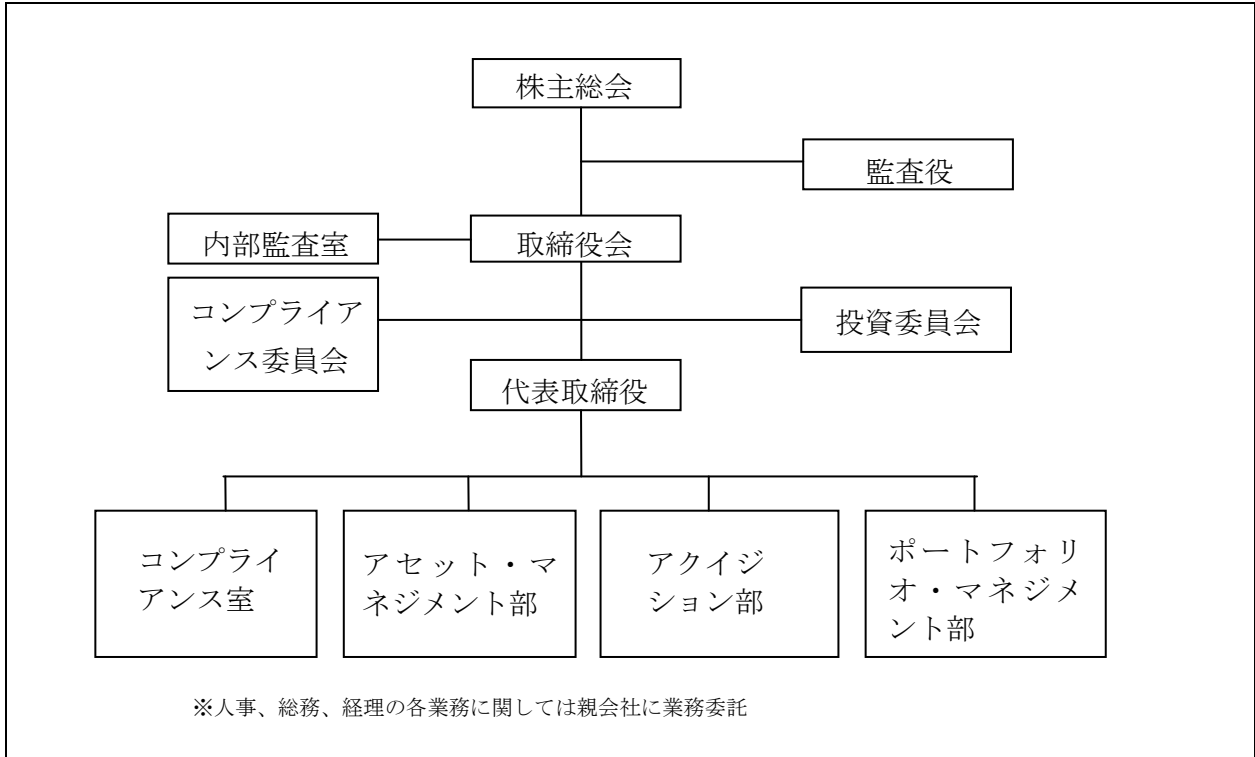 株主総会
監査役
内部監査室
取締役会
コンプライア
ンス委員会
投資委員会
代表取締役
コンプライ
アンス室
アセット・マ
ネジメント部
アクイジ
ション部
ポートフォリ
オ・マネジメ
ント部
※人事、総務、経理の各業務に関しては親会社に業務委託